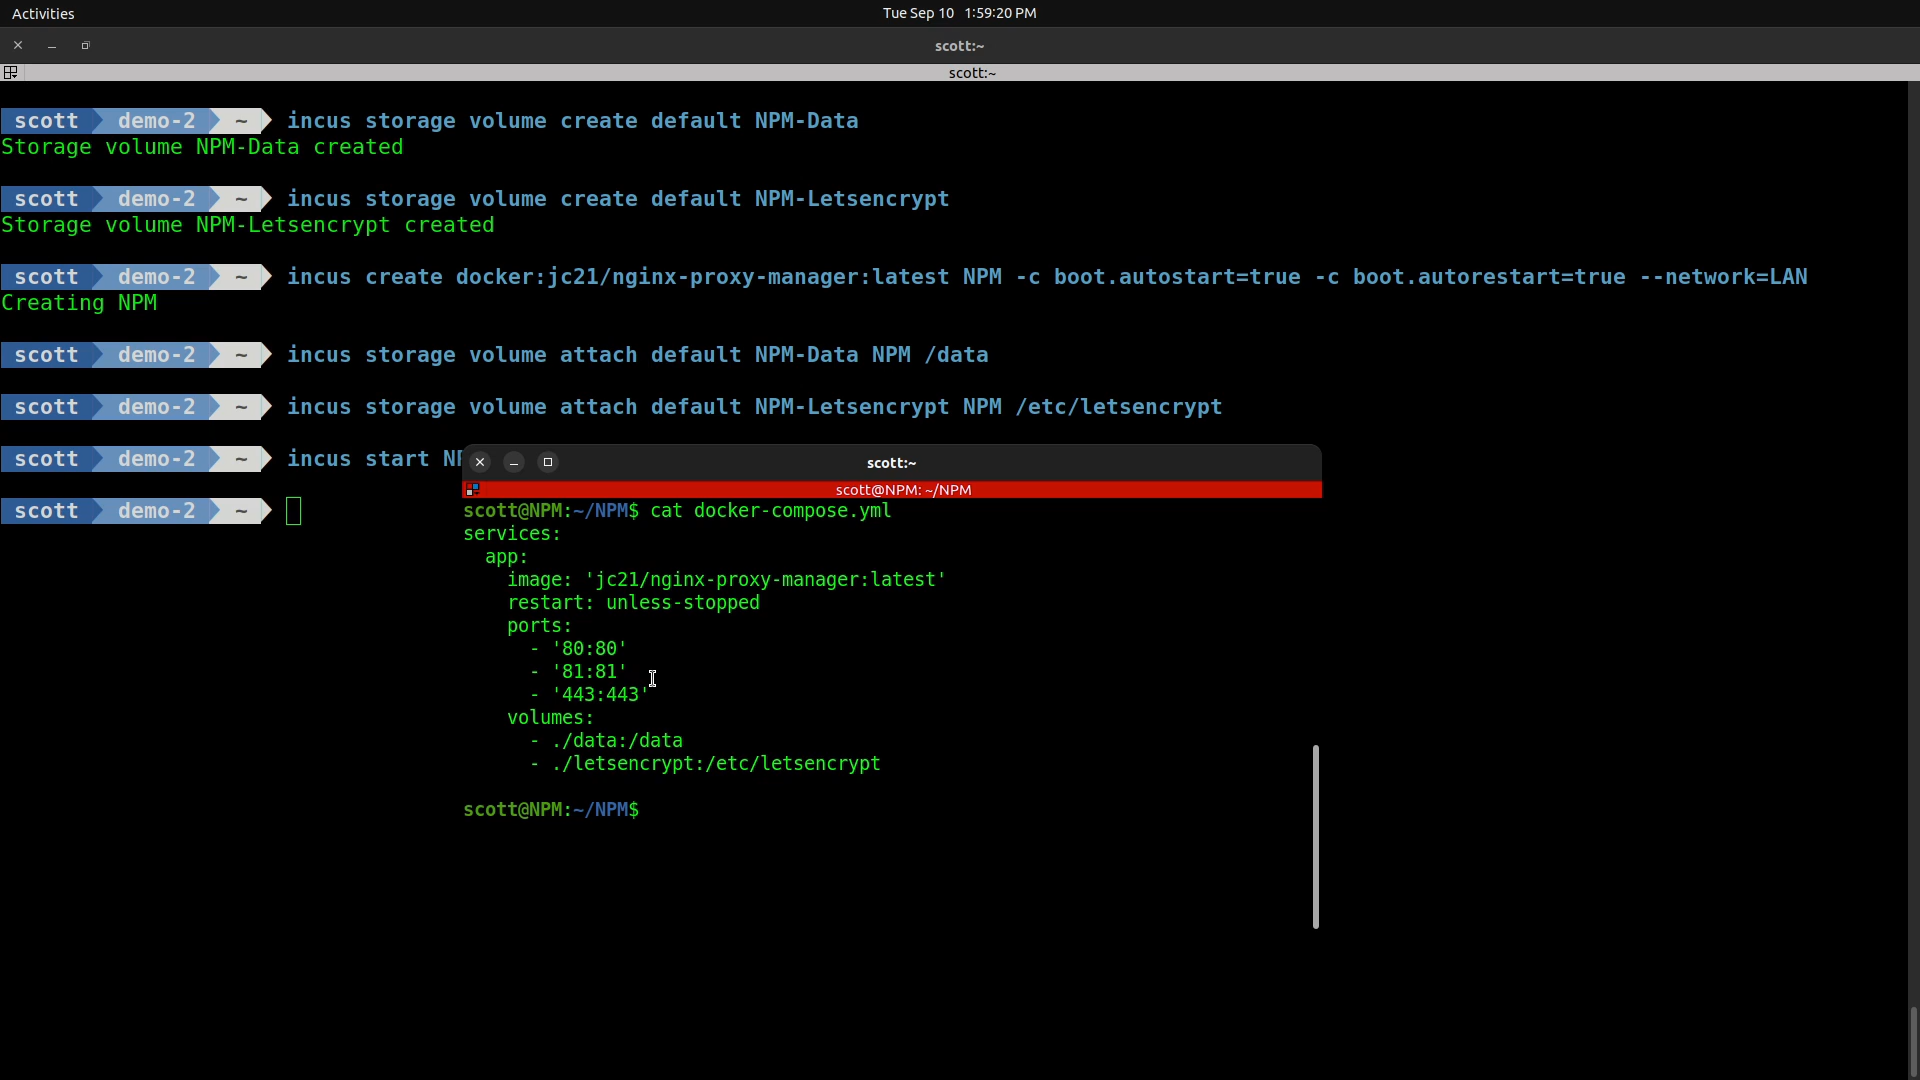 Activities
Tue Sep 10 1:59:20 PM
scott:~
scott:~
scott demo-2 ~ incus storage volume create default NPM-Data
Storage volume NPM-Data created
scott demo-2 ~ incus storage volume create default NPM-Letsencrypt
Storage volume NPM-Letsencrypt created
scott demo-2 ~ incus create docker:jc21/nginx-proxy-manager:latest NPM -c boot.autostart=true -c boot.autorestart=true --network=LAN
Creating NPM
scott demo-2 ~ incus storage volume attach default NPM-Data NPM /data
scott demo-2 ~ incus storage volume attach default NPM-Letsencrypt NPM /etc/letsencrypt
scott demo-2 ~ incus start
scott demo-2 ~
scott:~
scott@NPM: ~/NPM
scott@NPM:~/NPM$ cat docker-compose.yml
services:
  app:
    image: 'jc21/nginx-proxy-manager:latest'
    restart: unless-stopped
    ports:
      - '80:80'
      - '81:81'
      - '443:443'
    volumes:
      - ./data:/data
      - ./letsencrypt:/etc/letsencrypt
scott@NPM:~/NPM$